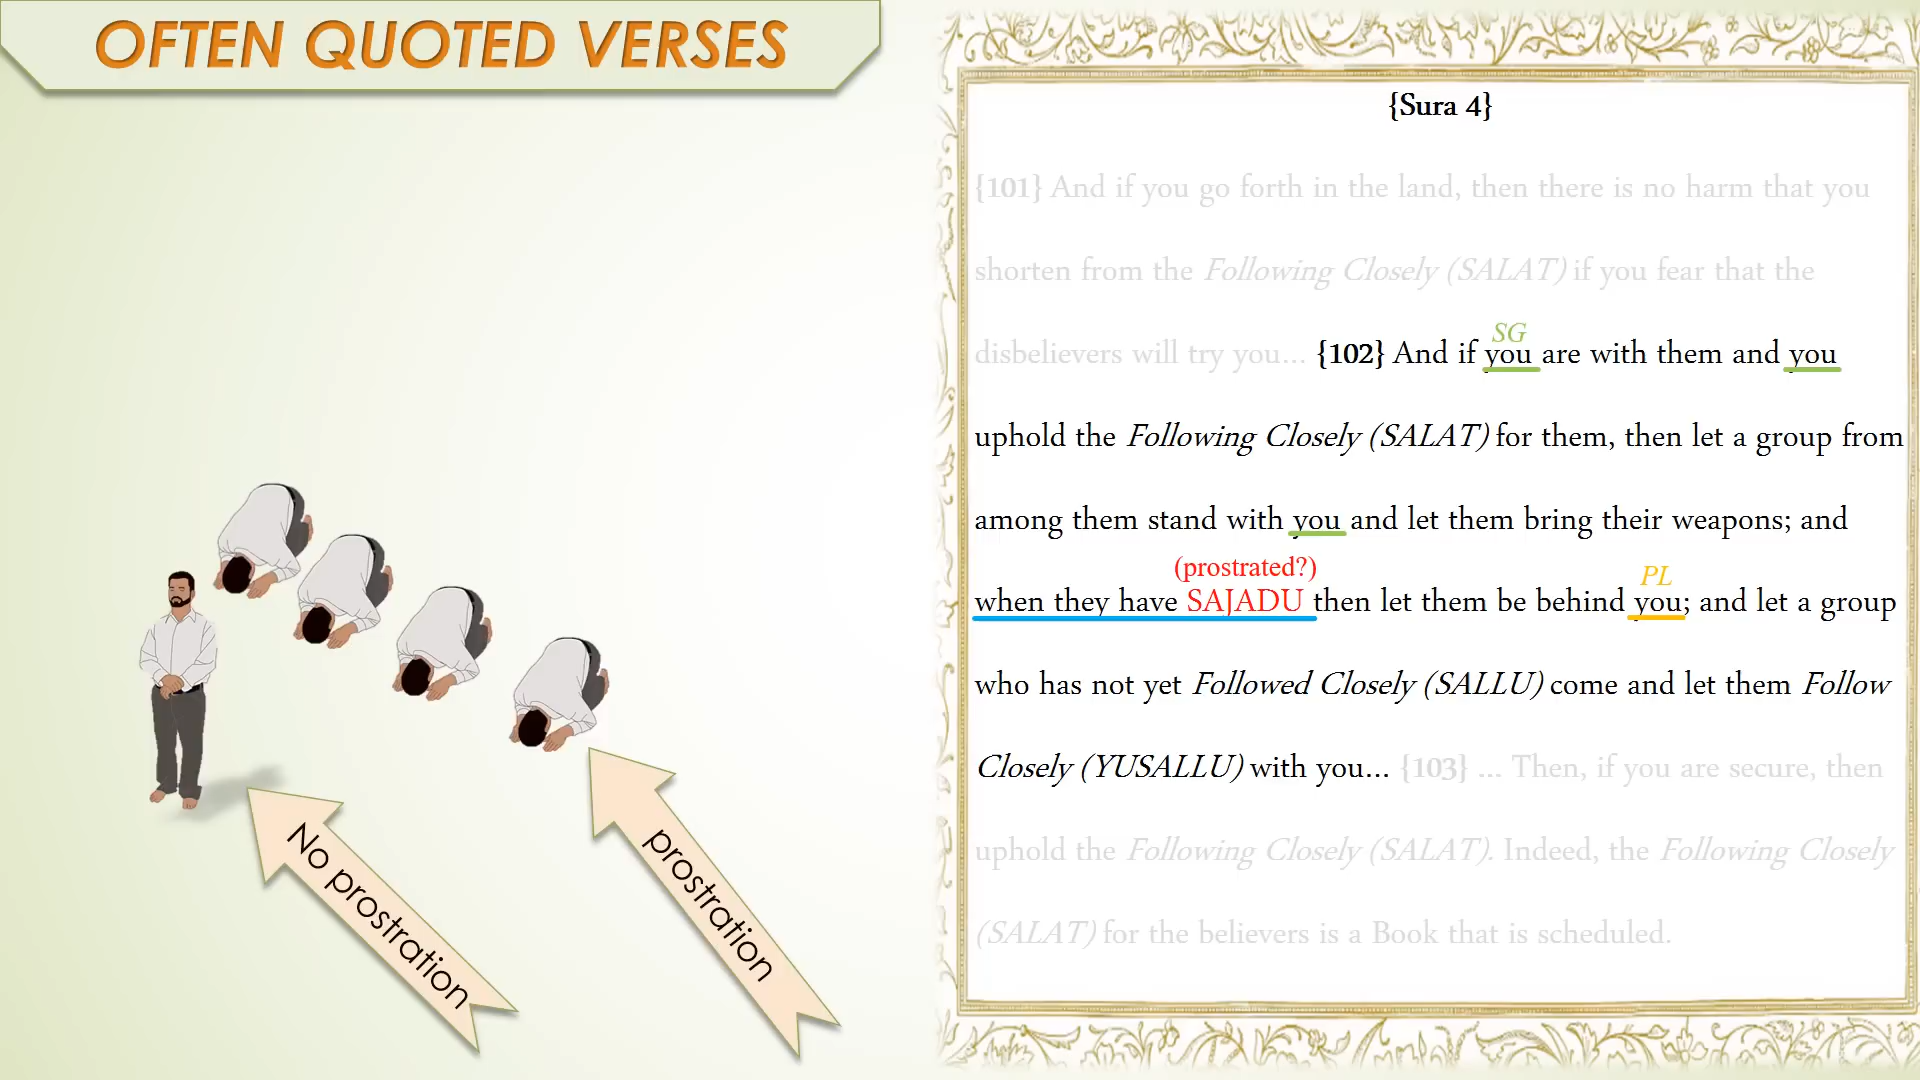 OFTEN QUOTED VERSES
No prostration
prostration
{Sura 4}
{101} And if you go forth in the land, then there is no harm that you
shorten from the Following Closely (SALAT) if you fear that the
SG
disbelievers will try you... {102} And if you are with them and you
uphold the Following Closely (SALAT) for them, then let a group from
among them stand with you and let them bring their weapons; and
(prostrated?) PL
when they have SAJADU then let them be behind you; and let a group
who has not yet Followed Closely (SALLU) come and let them Follow
Closely (YUSALLU) with you... {103} ... Then, if you are secure, then
uphold the Following Closely (SALAT). Indeed, the Following Closely
(SALAT) for the believers is a Book that is scheduled.